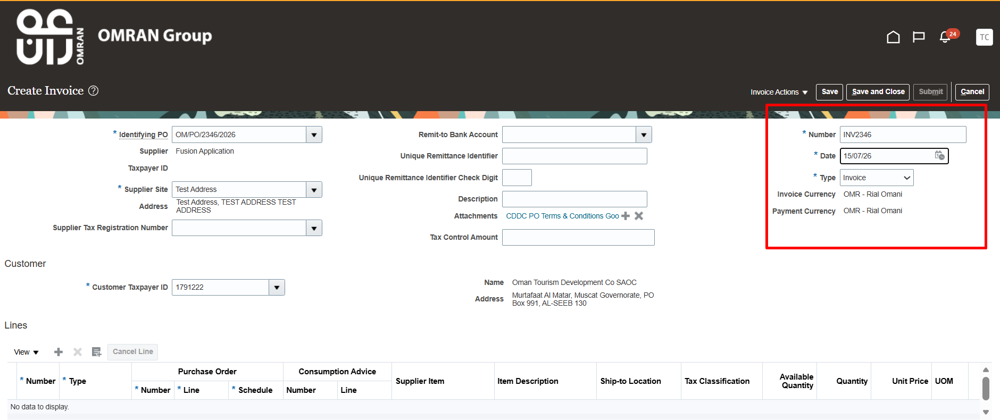 عمران
OMRAN
OMRAN Group
24
TC
Create Invoice ?
Invoice Actions
Save
Save and Close
Submit
Cancel
* Identifying PO OM/PO/2346/2026
Supplier Fusion Application
Taxpayer ID
* Supplier Site Test Address
Address Test Address, TEST ADDRESS TEST
ADDRESS
Supplier Tax Registration Number
Remit-to Bank Account
Unique Remittance Identifier
Unique Remittance Identifier Check Digit
Description
Attachments CDDC PO Terms & Conditions Goo
Tax Control Amount
* Number INV2346
* Date 15/07/26
* Type Invoice
Invoice Currency OMR - Rial Omani
Payment Currency OMR - Rial Omani
Customer
* Customer Taxpayer ID 1791222
Name Oman Tourism Development Co SAOC
Address Murtafaat Al Matar, Muscat Governorate, PO
Box 991, AL-SEEB 130
Lines
View
Cancel Line
* Number
* Type
Purchase Order
* Number
* Line
* Schedule
Consumption Advice
Number
Line
Supplier Item
Item Description
Ship-to Location
Tax Classification
Available
Quantity
Quantity
Unit Price
UOM
No data to display.